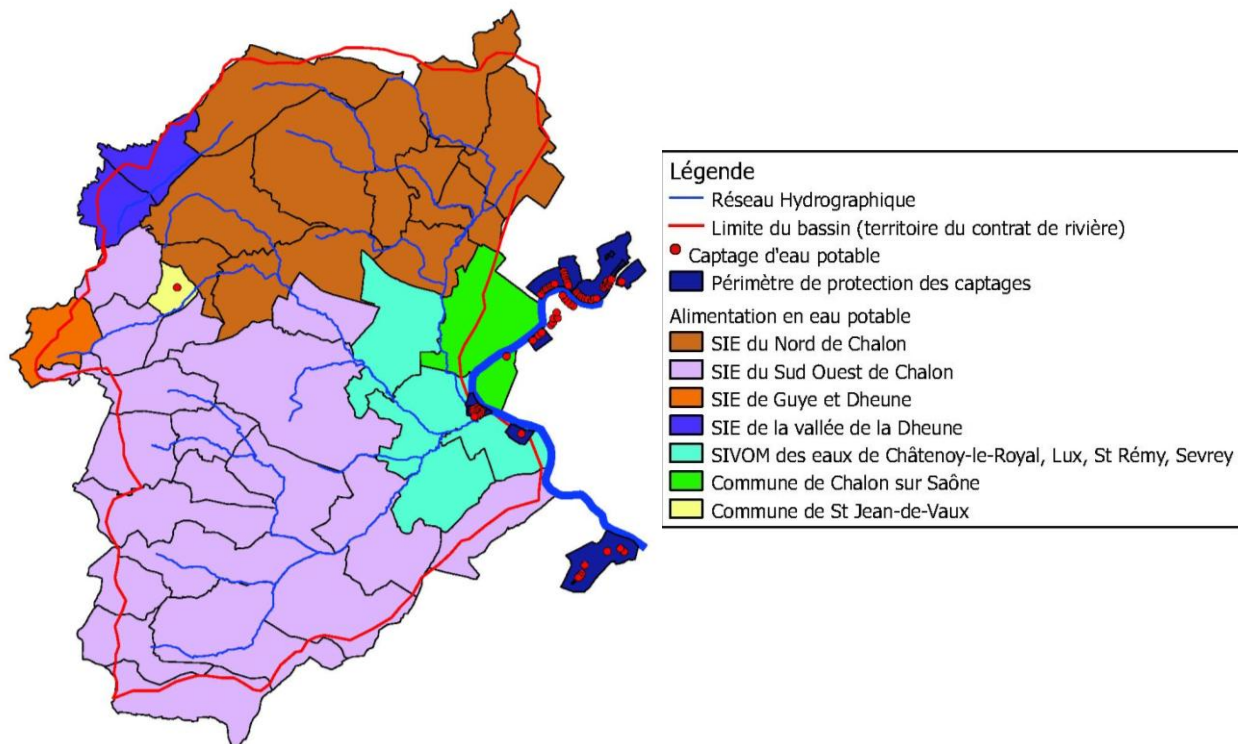 Légende
Réseau Hydrographique
Limite du bassin (territoire du contrat de rivière)
Captage d'eau potable
Périmètre de protection des captages
Alimentation en eau potable
SIE du Nord de Chalon
SIE du Sud Ouest de Chalon
SIE de Guye et Dheune
SIE de la vallée de la Dheune
SIVOM des eaux de Châtenoy-le-Royal, Lux, St Rémy, Sevrey
Commune de Chalon sur Saône
Commune de St Jean-de-Vaux